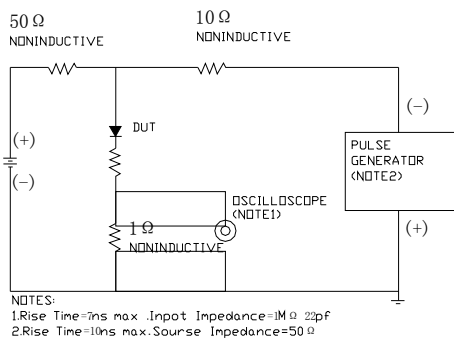 50 Ω
NONINDUCTIVE
10 Ω
NONINDUCTIVE
(+)
(−)
DUT
1 Ω
NONINDUCTIVE
OSCILLOSCOPE
(NOTE1)
(−)
PULSE
GENERATOR
(NOTE2)
(+)
NOTES:
1.Rise Time=7ns max .Inpot Impedance=1M Ω 22pf
2.Rise Time=10ns max.Sourse Impedance=50 Ω